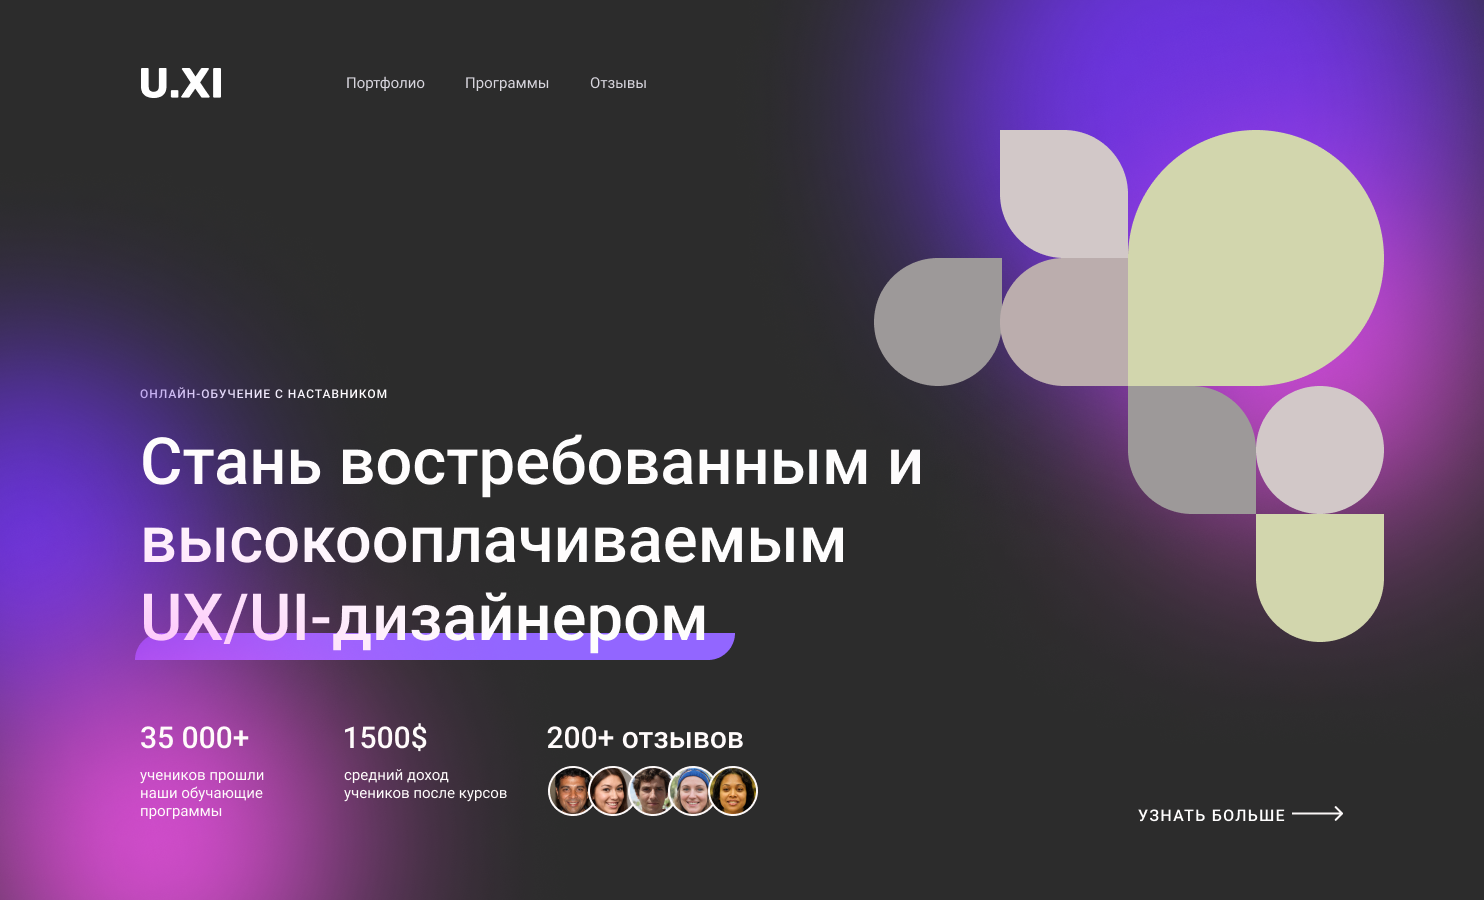 U.XI
Портфолио Программы Отзывы
ОНЛАЙН-ОБУЧЕНИЕ С НАСТАВНИКОМ
Стань востребованным и
высокооплачиваемым
UX/UI-дизайнером
35 000+
учеников прошли
наши обучающие
программы
1500$
средний доход
учеников после курсов
200+ отзывов
УЗНАТЬ БОЛЬШЕ